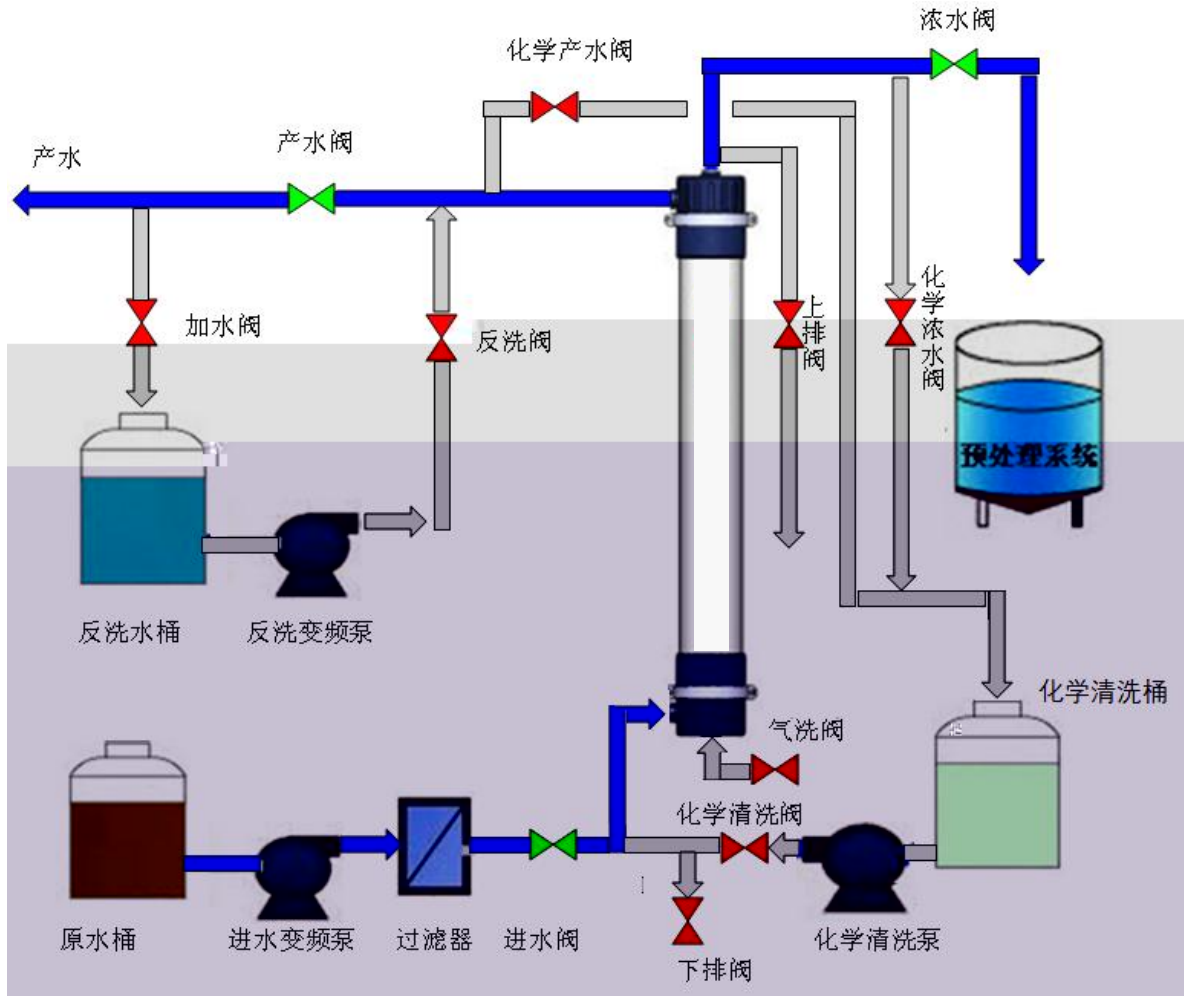 浓水阀
化学产水阀
产水阀
产水
加水阀
反洗阀
上排阀
化学浓水阀
预处理系统
反洗水桶
反洗变频泵
化学清洗桶
气洗阀
化学清洗阀
原水桶
进水变频泵
过滤器
进水阀
化学清洗泵
下排阀